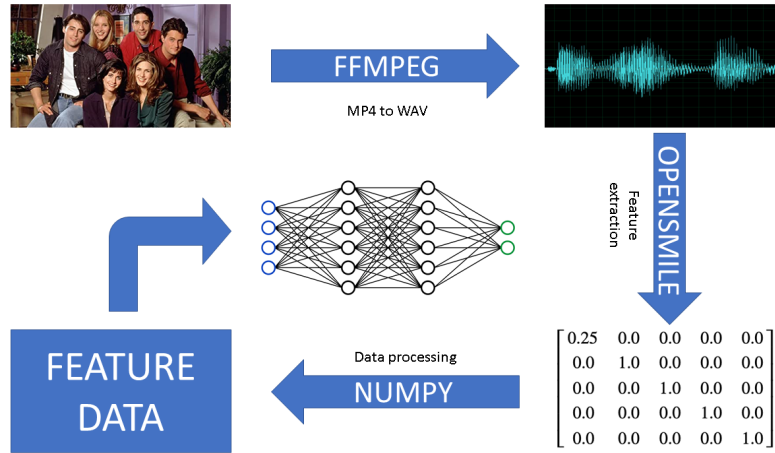 FFMPEG
MP4 to WAV
OPENSMILE
Feature
extraction
0.25 0.0 0.0 0.0 0.0
0.0 1.0 0.0 0.0 0.0
0.0 0.0 1.0 0.0 0.0
0.0 0.0 0.0 1.0 0.0
0.0 0.0 0.0 0.0 1.0
Data processing
NUMPY
FEATURE
DATA